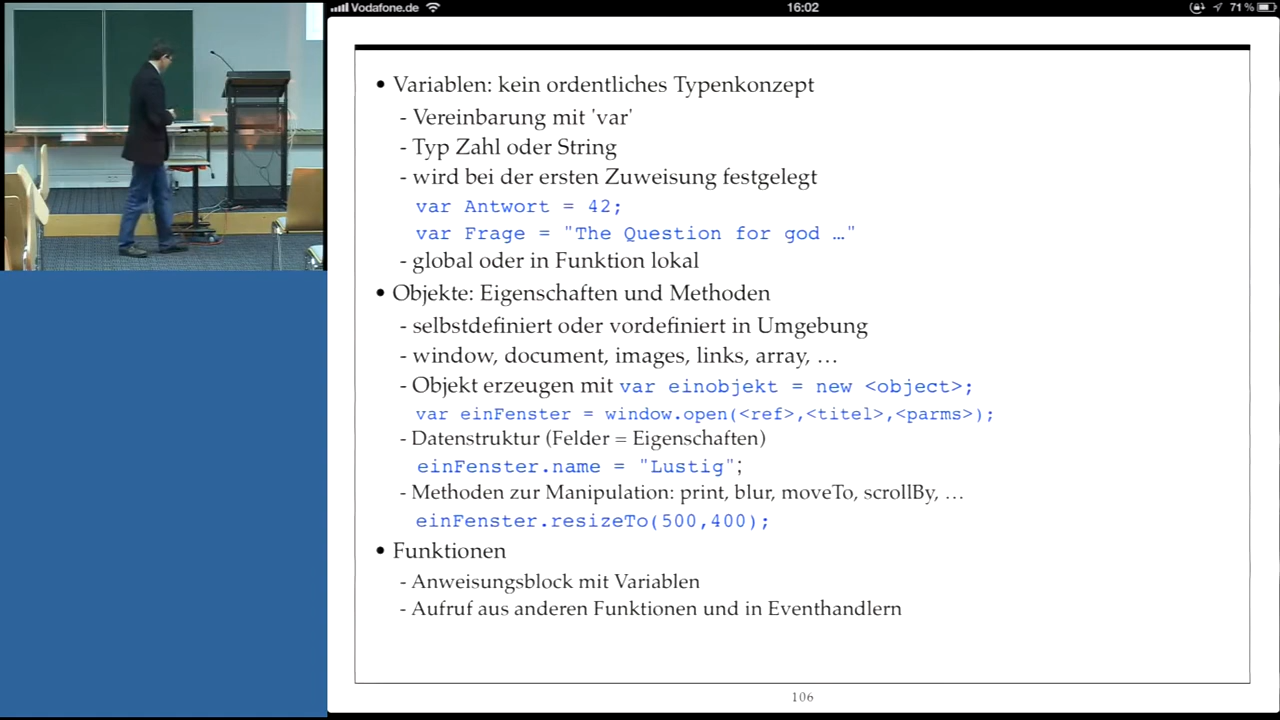 Vodafone.de
16:02
71 %
• Variablen: kein ordentliches Typenkonzept
- Vereinbarung mit 'var'
- Typ Zahl oder String
- wird bei der ersten Zuweisung festgelegt
var Antwort = 42;
var Frage = "The Question for god …"
- global oder in Funktion lokal
• Objekte: Eigenschaften und Methoden
- selbstdefiniert oder vordefiniert in Umgebung
- window, document, images, links, array, …
- Objekt erzeugen mit var einobjekt = new <object>;
var einFenster = window.open(<ref>,<titel>,<parms>);
- Datenstruktur (Felder = Eigenschaften)
einFenster.name = "Lustig";
- Methoden zur Manipulation: print, blur, moveTo, scrollBy, …
einFenster.resizeTo(500,400);
• Funktionen
- Anweisungsblock mit Variablen
- Aufruf aus anderen Funktionen und in Eventhandlern
106